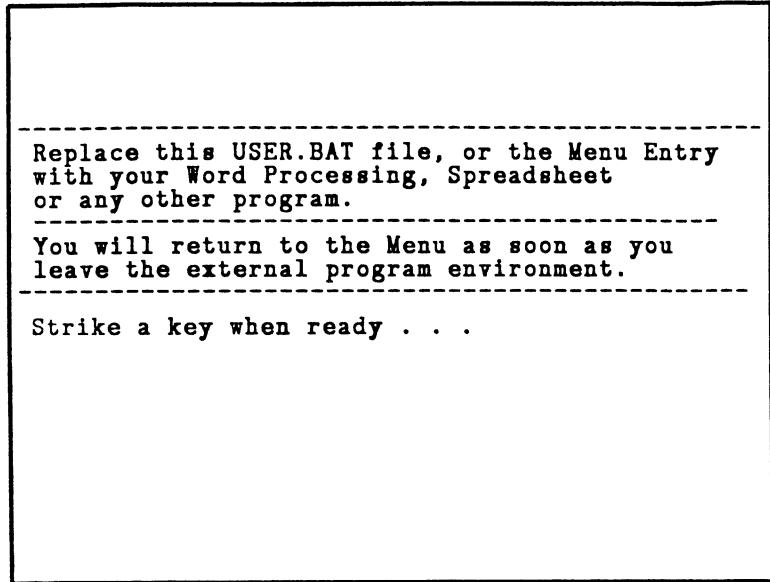 Replace this USER.BAT file, or the Menu Entry
with your Word Processing, Spreadsheet
or any other program.
You will return to the Menu as soon as you
leave the external program environment.
Strike a key when ready . . .